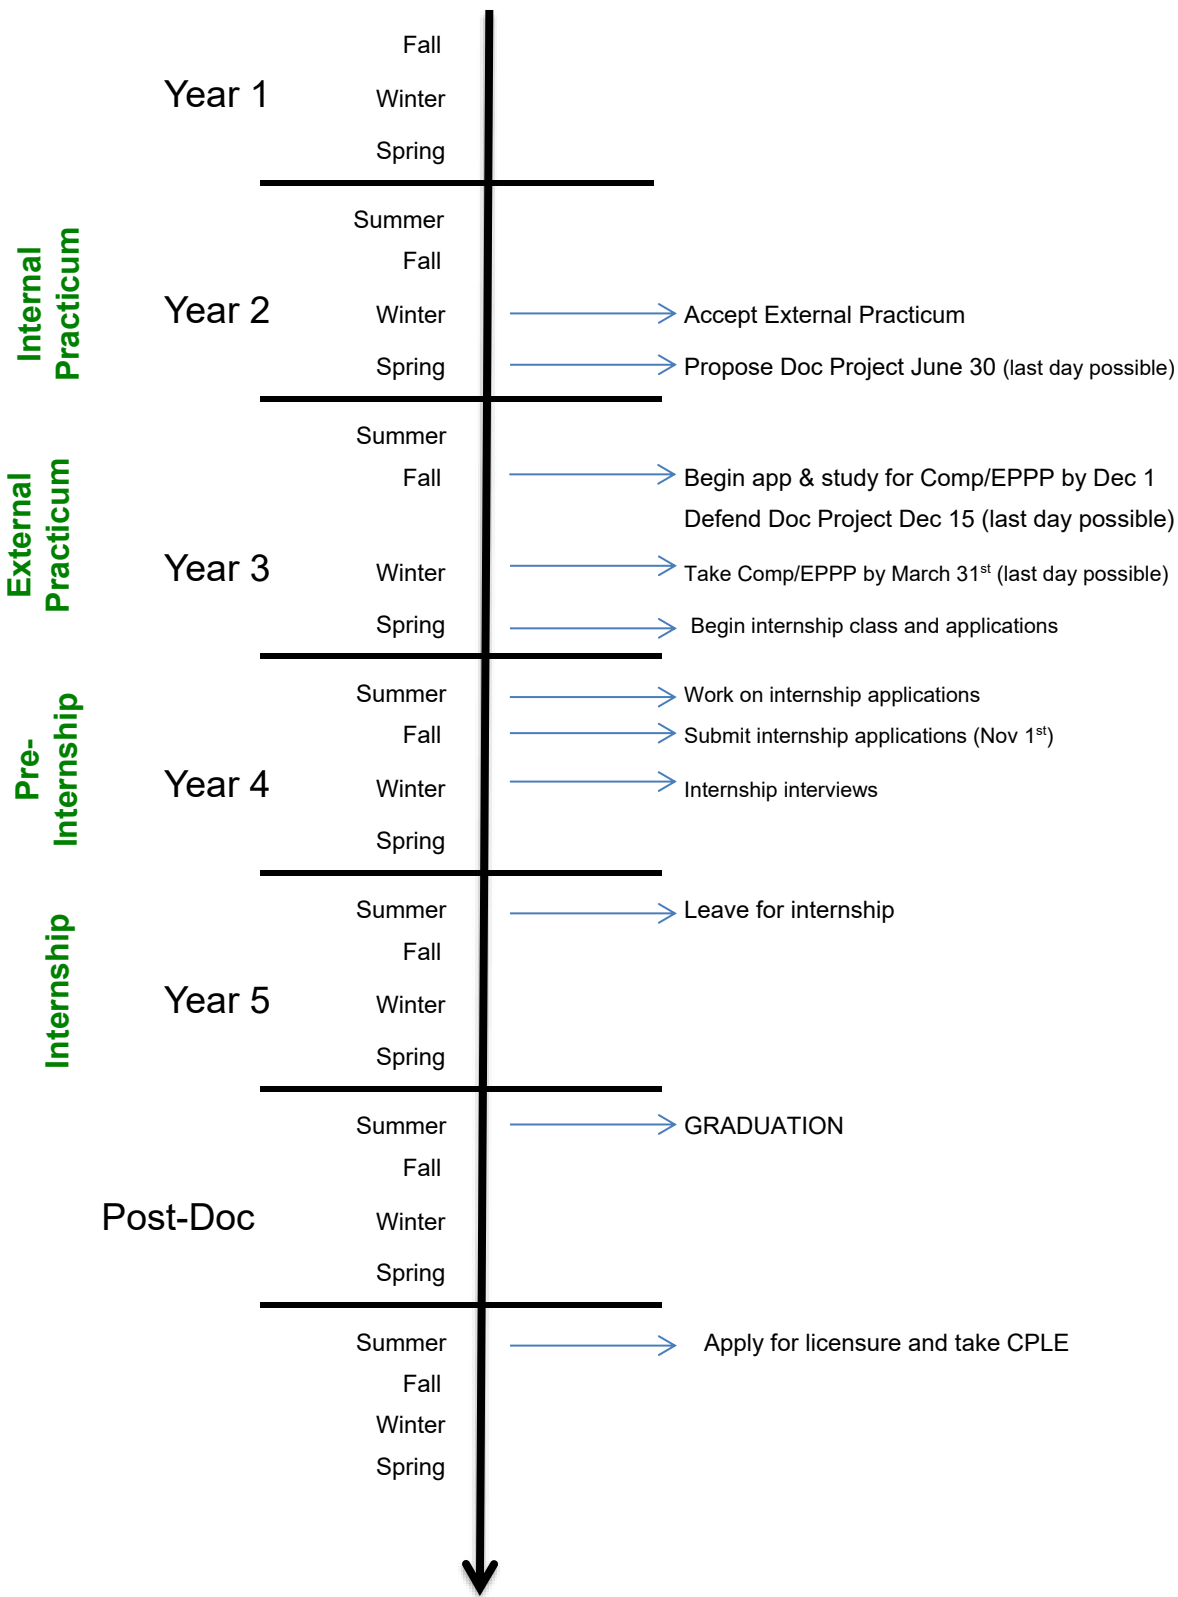 Fall
Year 1
Winter
Spring
Internal
Practicum
Summer
Fall
Year 2
Winter
Accept External Practicum
Spring
Propose Doc Project June 30 (last day possible)
External
Practicum
Summer
Fall
Begin app & study for Comp/EPPP by Dec 1
Defend Doc Project Dec 15 (last day possible)
Year 3
Winter
Take Comp/EPPP by March 31st (last day possible)
Spring
Begin internship class and applications
Pre-
Internship
Summer
Work on internship applications
Fall
Submit internship applications (Nov 1st)
Year 4
Winter
Internship interviews
Spring
Internship
Summer
Leave for internship
Fall
Year 5
Winter
Spring
Summer
GRADUATION
Fall
Post-Doc
Winter
Spring
Summer
Apply for licensure and take CPLE
Fall
Winter
Spring